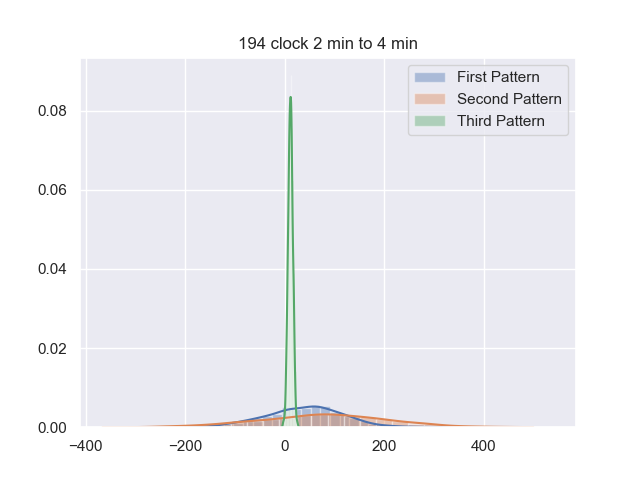 194 clock 2 min to 4 min
First Pattern
Second Pattern
Third Pattern
0.08
0.06
0.04
0.02
0.00
−400
−200
0
200
400